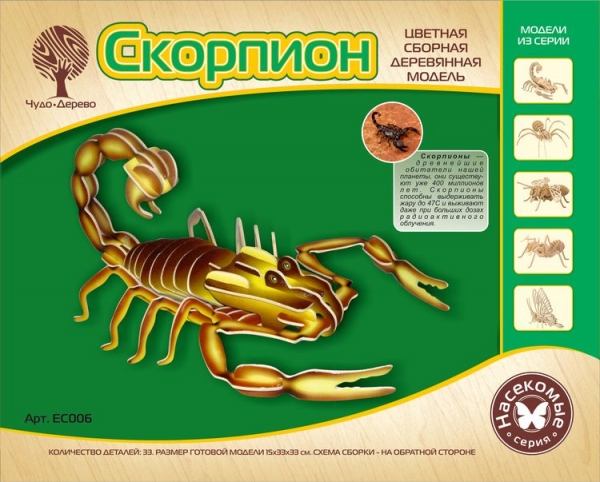 Чудо-Дерево
Скорпион
ЦВЕТНАЯ
СБОРНАЯ
ДЕРЕВЯННАЯ
МОДЕЛЬ
МОДЕЛИ
ИЗ СЕРИИ
Скорпионы —
древнейшие
обитатели нашей
планеты, они существу-
ют уже 400 миллионов
лет. Скорпионы
способны выдерживать
жару до 47С и выживают
даже при больших дозах
радиоактивного
облучения.
Арт. ЕС006
Насекомые
серия
КОЛИЧЕСТВО ДЕТАЛЕЙ: 33. РАЗМЕР ГОТОВОЙ МОДЕЛИ 15х33х33 см. СХЕМА СБОРКИ - НА ОБРАТНОЙ СТОРОНЕ